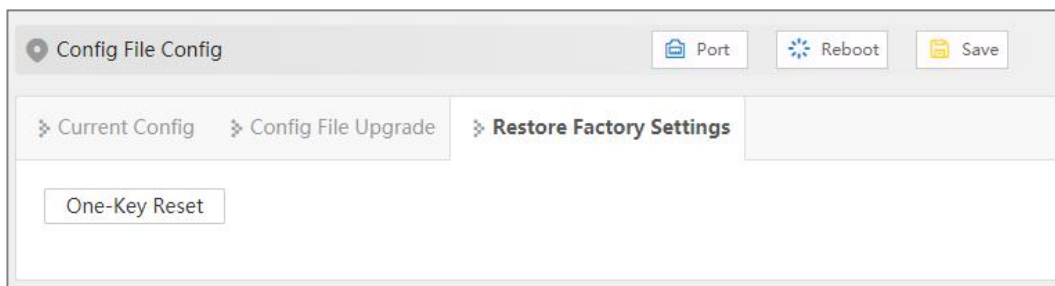 Config File Config Port Reboot Save
Current Config Config File Upgrade Restore Factory Settings
One-Key Reset